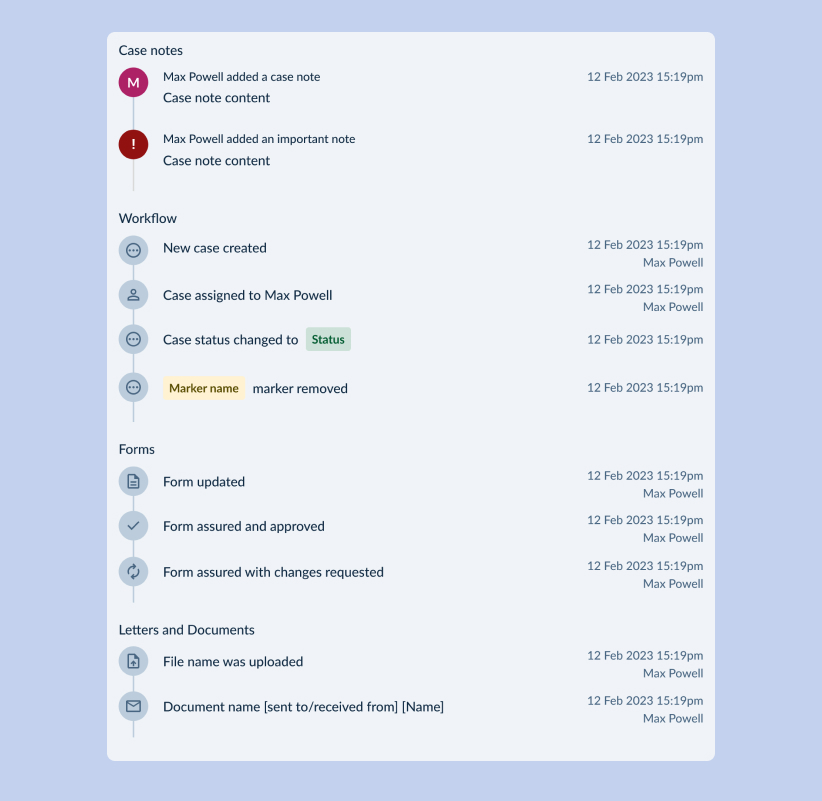 Case notes
M Max Powell added a case note 12 Feb 2023 15:19pm
Case note content
! Max Powell added an important note 12 Feb 2023 15:19pm
Case note content
Workflow
New case created 12 Feb 2023 15:19pm
Max Powell
Case assigned to Max Powell 12 Feb 2023 15:19pm
Max Powell
Case status changed to Status 12 Feb 2023 15:19pm
Marker name marker removed 12 Feb 2023 15:19pm
Forms
Form updated 12 Feb 2023 15:19pm
Max Powell
Form assured and approved 12 Feb 2023 15:19pm
Max Powell
Form assured with changes requested 12 Feb 2023 15:19pm
Max Powell
Letters and Documents
File name was uploaded 12 Feb 2023 15:19pm
Max Powell
Document name [sent to/received from] [Name] 12 Feb 2023 15:19pm
Max Powell